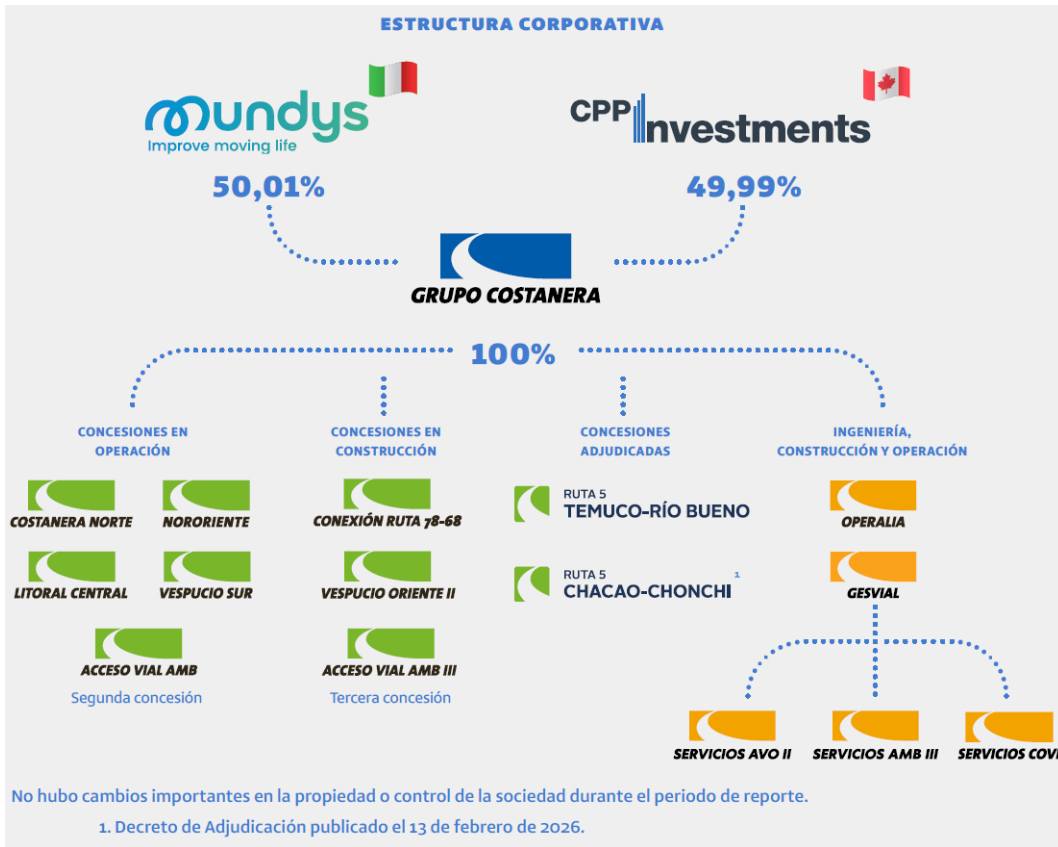 ESTRUCTURA CORPORATIVA
mundys
Improve moving life
CPP Investments
50,01%
49,99%
GRUPO COSTANERA
100%
CONCESIONES EN
OPERACIÓN
COSTANERA NORTE
NORORIENTE
LITORAL CENTRAL
VESPUCIO SUR
ACCESO VIAL AMB
Segunda concesión
CONCESIONES EN
CONSTRUCCIÓN
CONEXIÓN RUTA 78-68
VESPUCIO ORIENTE II
ACCESO VIAL AMB III
Tercera concesión
CONCESIONES
ADJUDICADAS
RUTA 5
TEMUCO-RÍO BUENO
RUTA 5
CHACAO-CHONCHI 1
INGENIERÍA,
CONSTRUCCIÓN Y OPERACIÓN
OPERALIA
GESVIAL
SERVICIOS AVO II
SERVICIOS AMB III
SERVICIOS
No hubo cambios importantes en la propiedad o control de la sociedad durante el periodo de reporte.
1. Decreto de Adjudicación publicado el 13 de febrero de 2026.